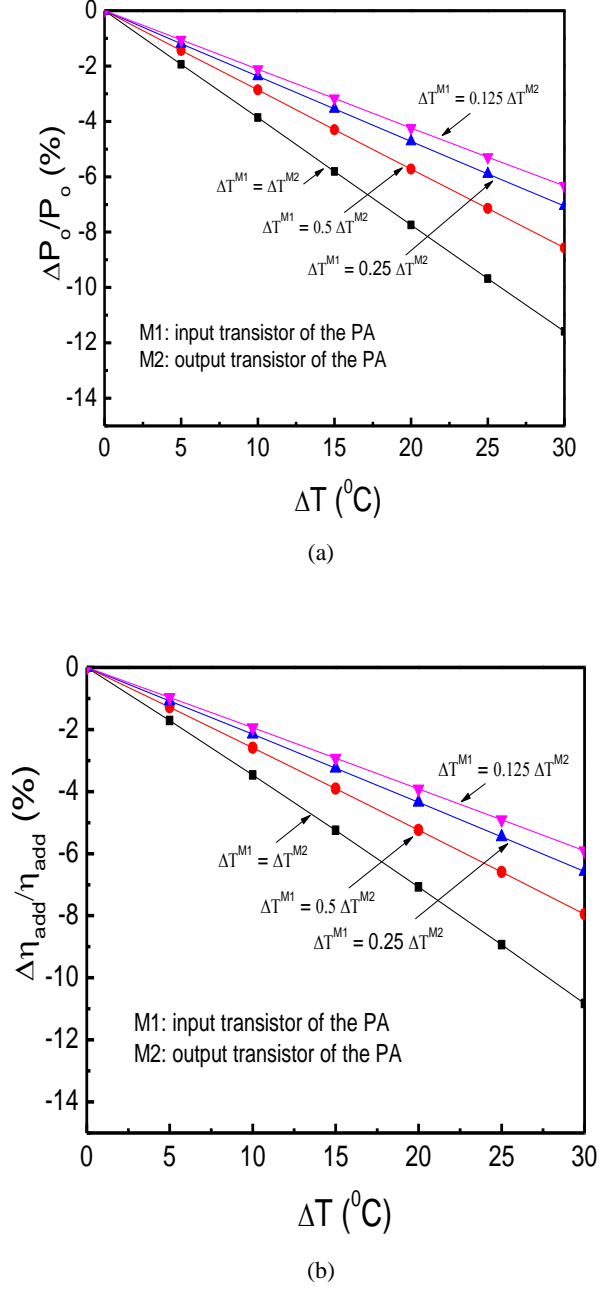 0
-2
-4
-6
-8
-10
-12
-14
ΔP_o/P_o (%)
ΔT^M1 = 0.125 ΔT^M2
ΔT^M1 = ΔT^M2
ΔT^M1 = 0.5 ΔT^M2
ΔT^M1 = 0.25 ΔT^M2
M1: input transistor of the PA
M2: output transistor of the PA
0 5 10 15 20 25 30
ΔT (^0C)
(a)
0
-2
-4
-6
-8
-10
-12
-14
Δη_add/η_add (%)
ΔT^M1 = 0.125 ΔT^M2
ΔT^M1 = ΔT^M2
ΔT^M1 = 0.5 ΔT^M2
ΔT^M1 = 0.25 ΔT^M2
M1: input transistor of the PA
M2: output transistor of the PA
0 5 10 15 20 25 30
ΔT (^0C)
(b)